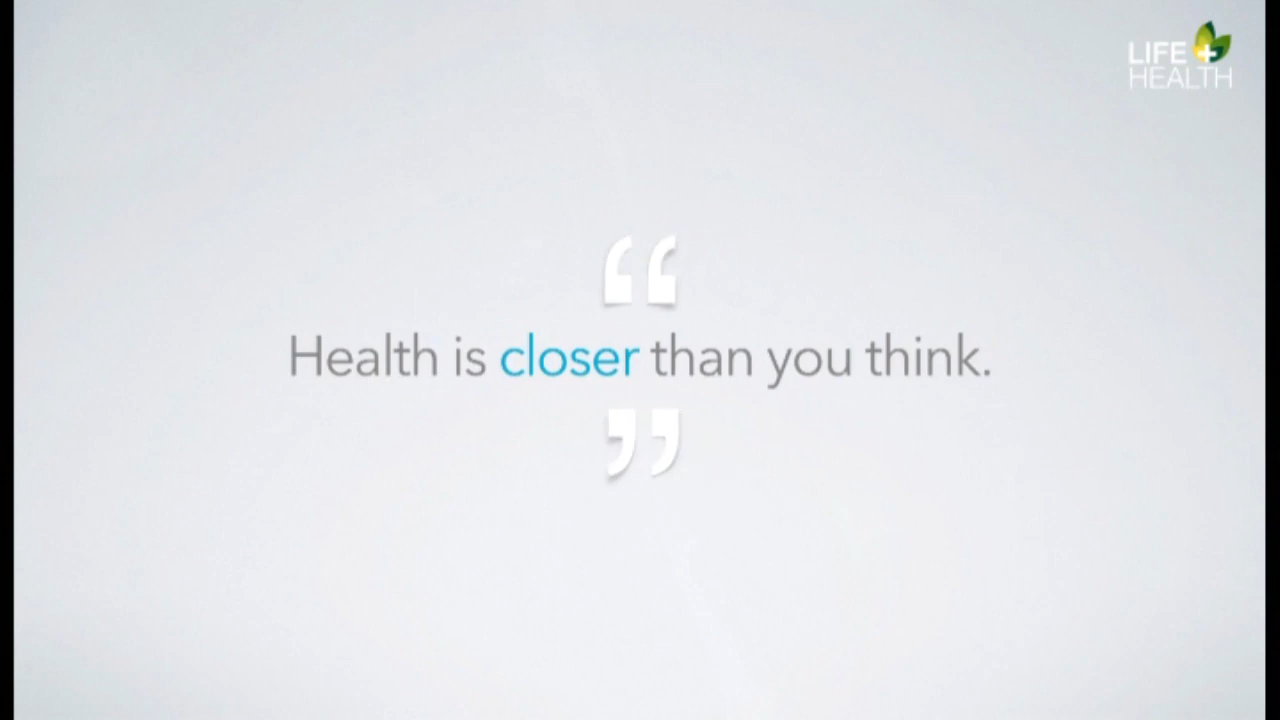 LIFE +
HEALTH
“
Health is closer than you think.
”